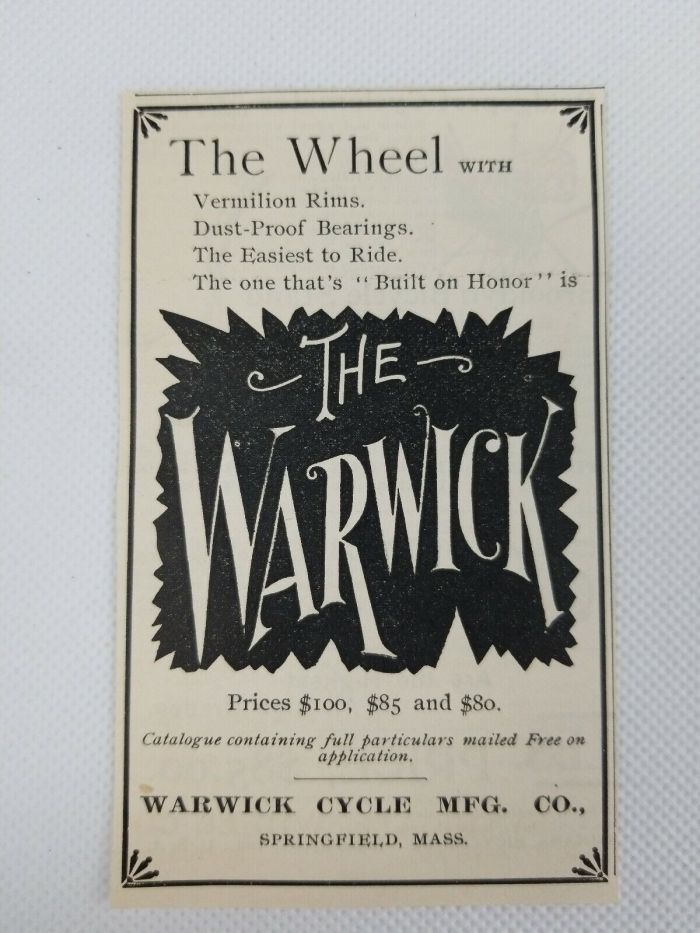 The Wheel WITH
Vermilion Rims.
Dust-Proof Bearings.
The Easiest to Ride.
The one that's "Built on Honor" is
THE
WARWICK
Prices $100, $85 and $80.
Catalogue containing full particulars mailed Free on
application.
WARWICK CYCLE MFG. CO.,
SPRINGFIELD, MASS.